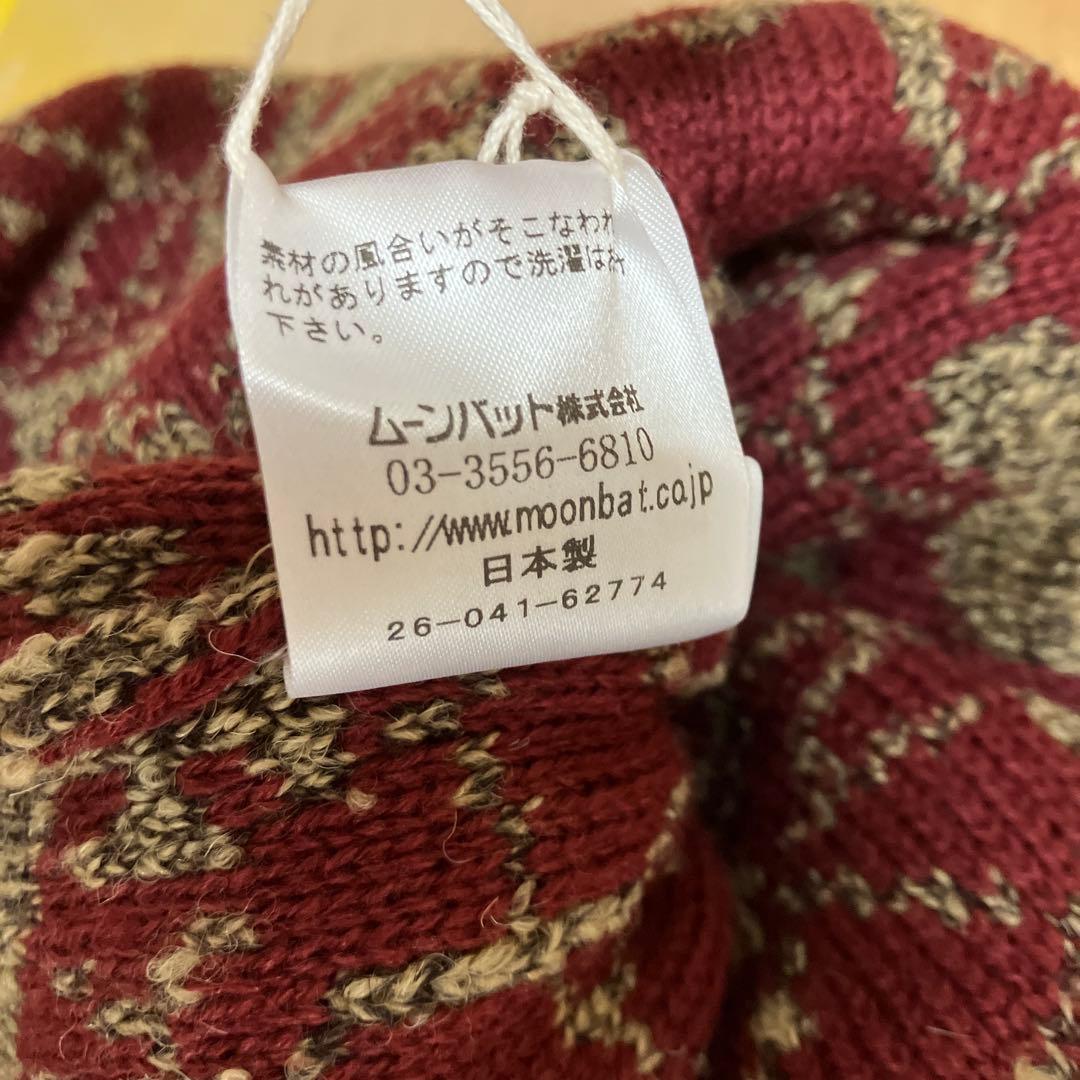 素材の風合いがそこなわれ
れがありますので洗濯は
下さい。
ムーンバット株式会社
03-3556-6810
http://www.moonbat.co.jp
日本製
26-041-62774